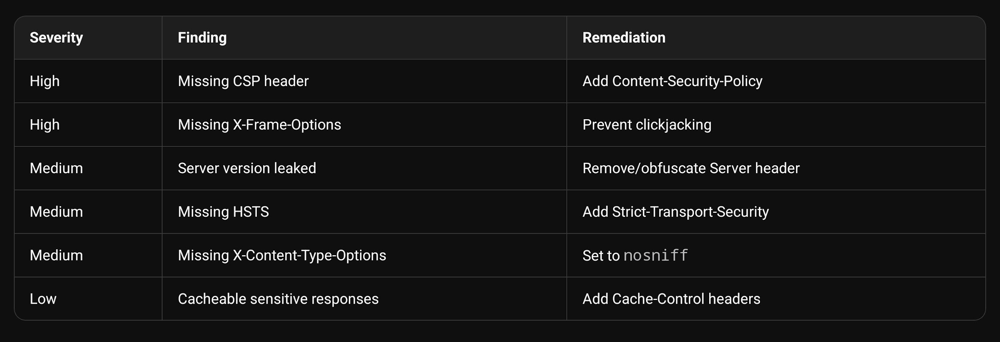 Severity Finding Remediation
High Missing CSP header Add Content-Security-Policy
High Missing X-Frame-Options Prevent clickjacking
Medium Server version leaked Remove/obfuscate Server header
Medium Missing HSTS Add Strict-Transport-Security
Medium Missing X-Content-Type-Options Set to nosniff
Low Cacheable sensitive responses Add Cache-Control headers